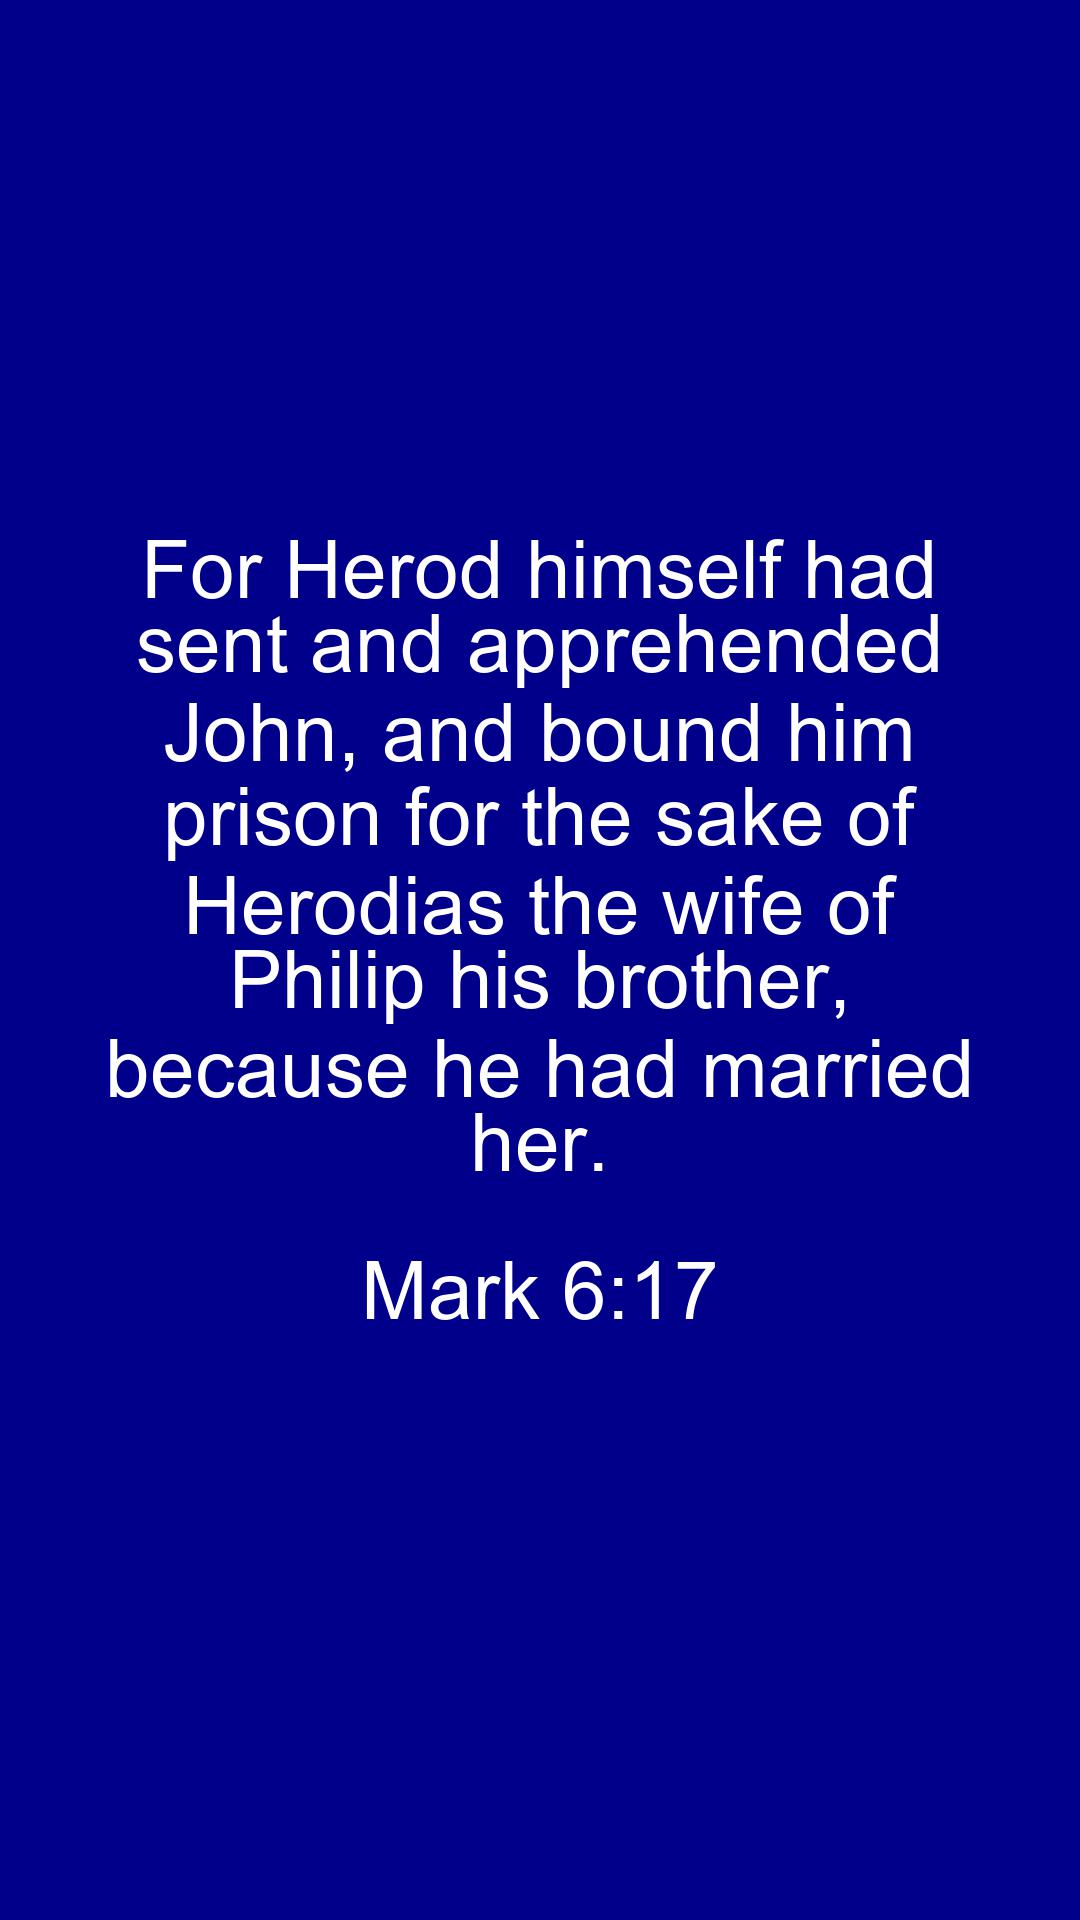 For Herod himself had
sent and apprehended
John, and bound him
prison for the sake of
Herodias the wife of
Philip his brother,
because he had married
her.
Mark 6:17